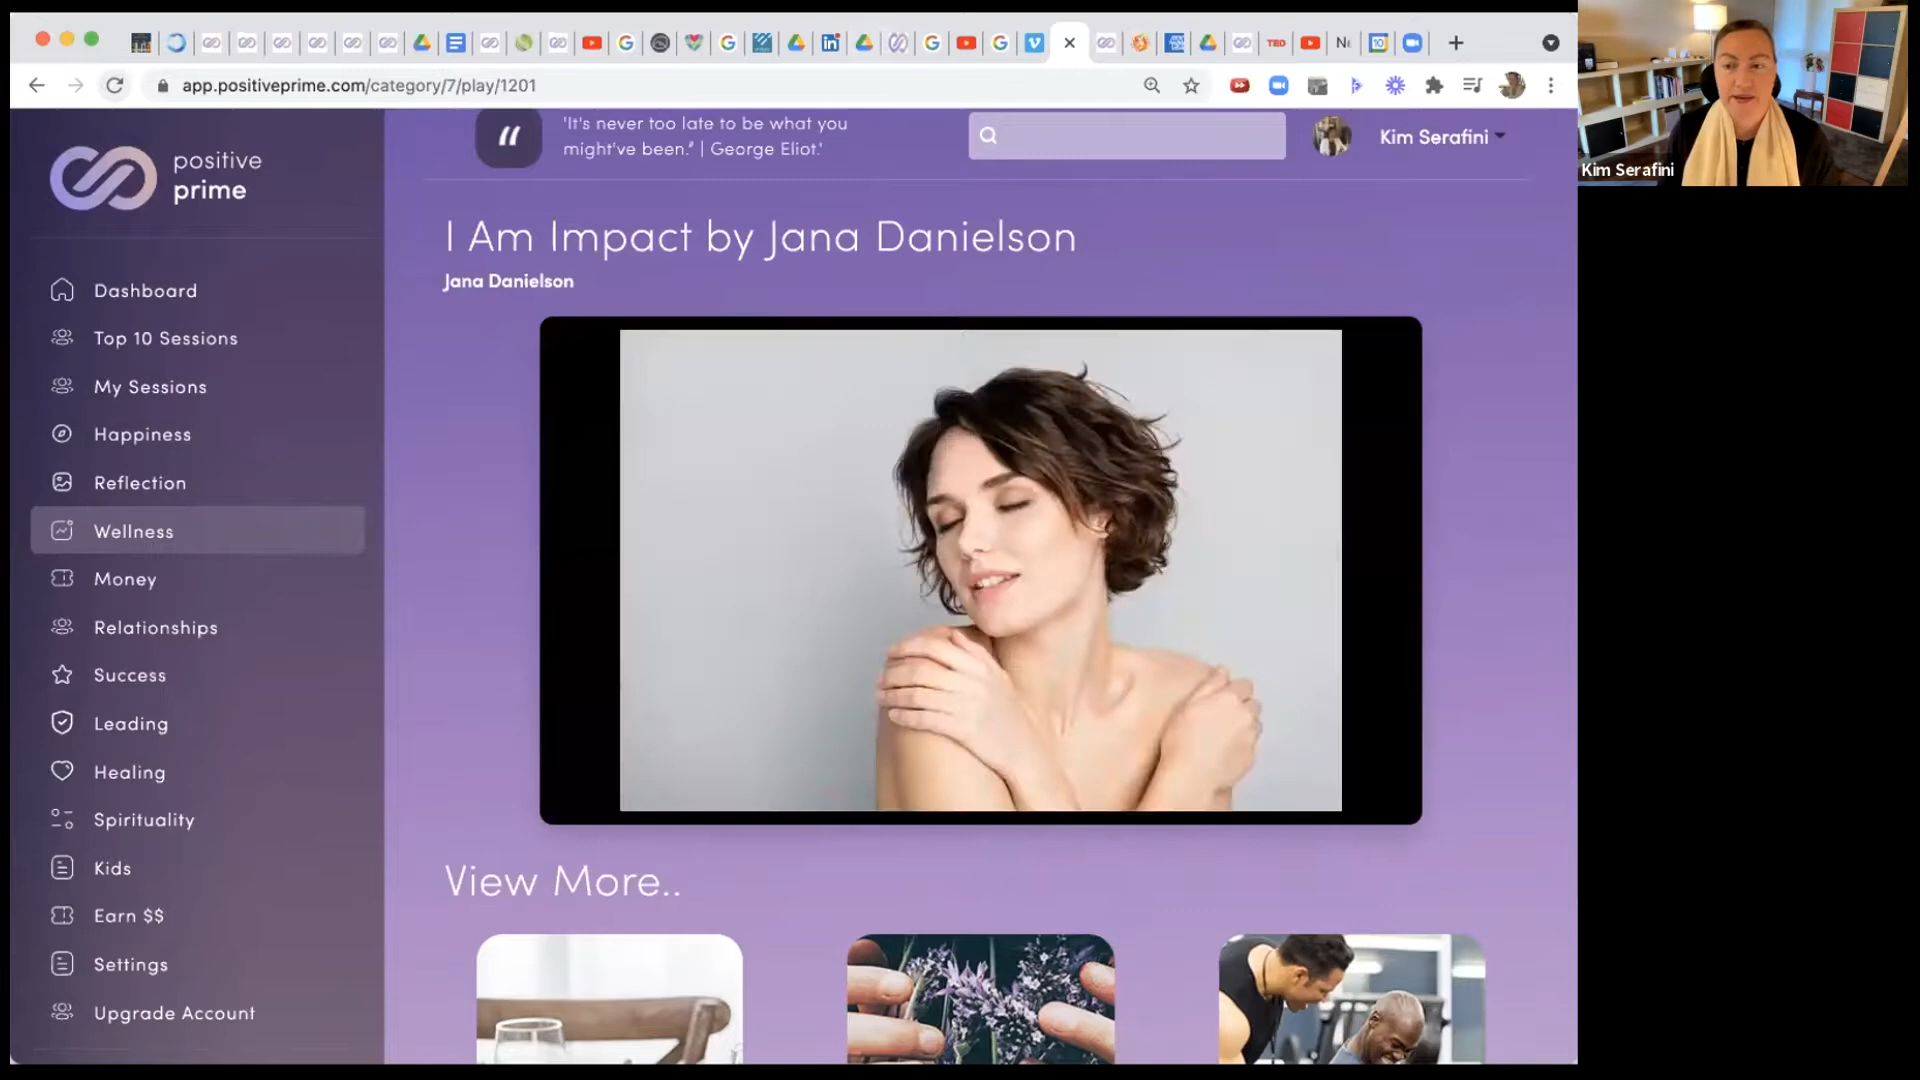 TED
N
10
app.positiveprime.com/category/7/play/1201
Kim Serafini
positive
prime
“
'It's never too late to be what you
might've been." | George Eliot.'
Kim Serafini
I Am Impact by Jana Danielson
Jana Danielson
Dashboard
Top 10 Sessions
My Sessions
Happiness
Reflection
Wellness
Money
Relationships
Success
Leading
Healing
Spirituality
Kids
Earn $$
Settings
Upgrade Account
View More..